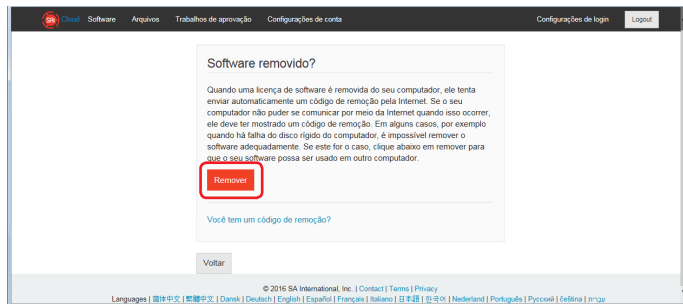 SAi Cloud Software Arquivos Trabalhos de aprovação Configurações de conta Configurações de login Logout
Software removido?
Quando uma licença de software é removida do seu computador, ele tenta
enviar automaticamente um código de remoção pela Internet. Se o seu
computador não puder se comunicar por meio da Internet quando isso ocorrer,
ele deve ter mostrado um código de remoção. Em alguns casos, por exemplo
quando há falha do disco rígido do computador, é impossível remover o
software adequadamente. Se este for o caso, clique abaixo em remover para
que o seu software possa ser usado em outro computador.
Remover
Você tem um código de remoção?
Voltar
© 2016 SA International, Inc. | Contact | Terms | Privacy
Languages | 简体中文 | 繁體中文 | Dansk | Deutsch | English | Español | Français | Italiano |日本語 | 한국어 | Nederland | Português | Русский | čeština | עברית